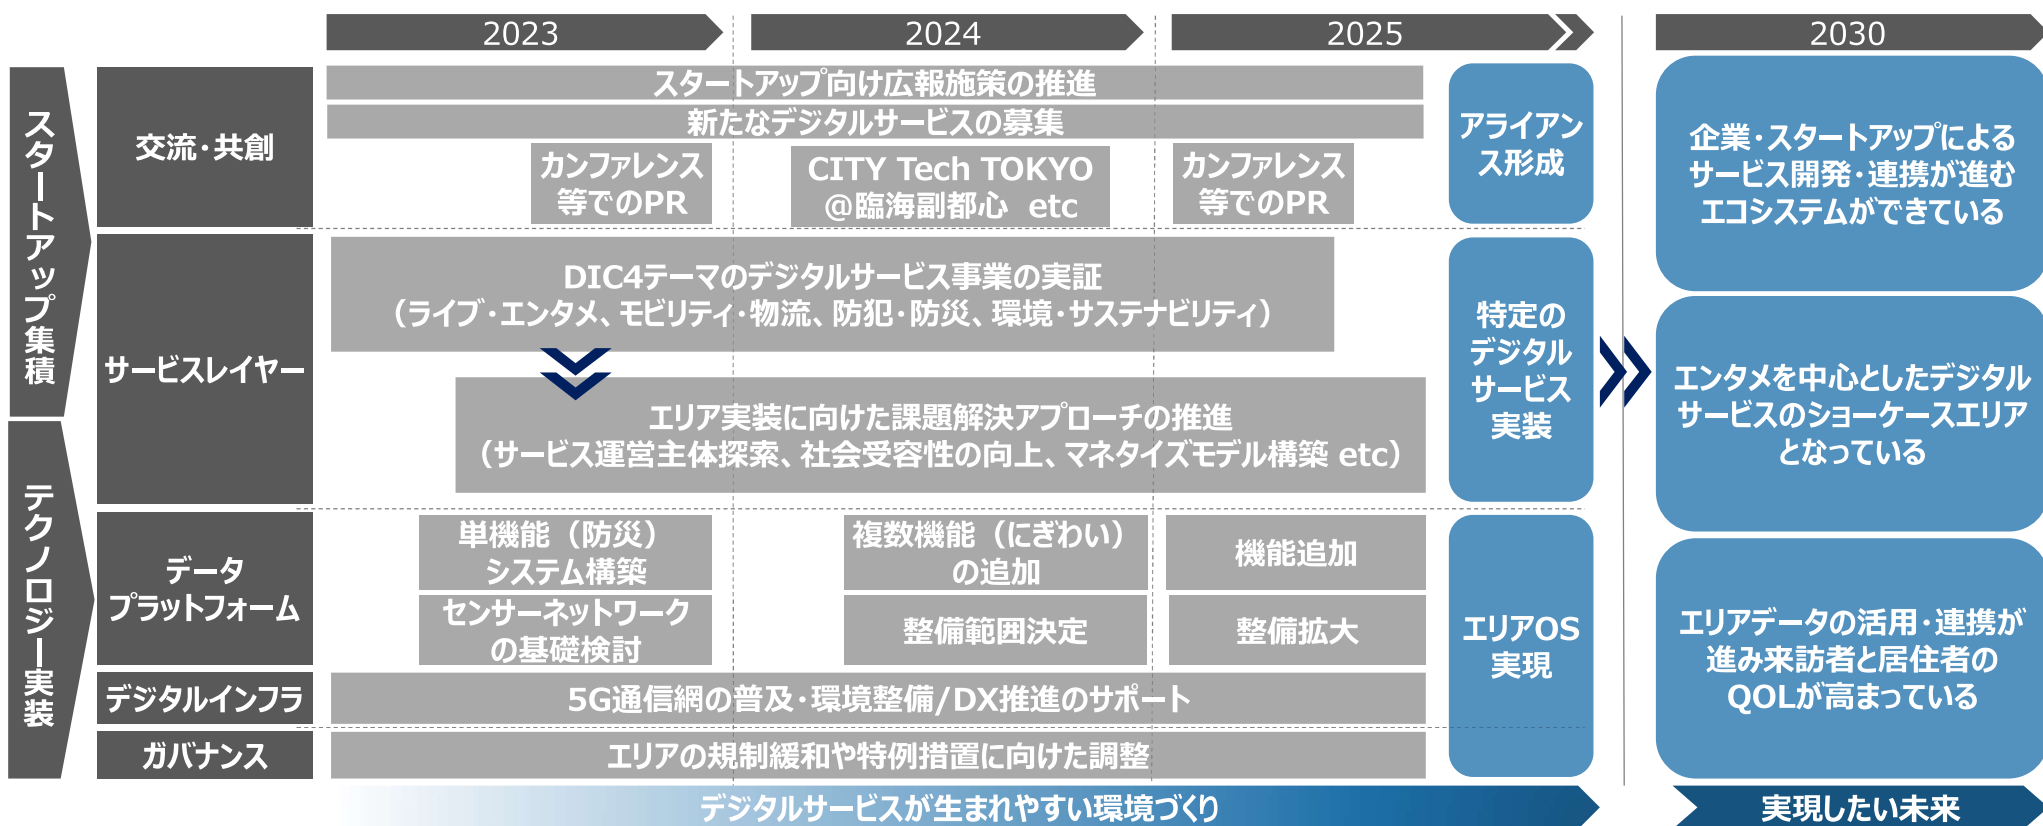 2023
2024
2025
2030
スタートアップ集積
テクノロジー実装
交流・共創
スタートアップ向け広報施策の推進
新たなデジタルサービスの募集
カンファレンス
等でのPR
CITY Tech TOKYO
@臨海副都心 etc
カンファレンス
等でのPR
アライアン
ス形成
企業・スタートアップによる
サービス開発・連携が進む
エコシステムができている
サービスレイヤー
DIC4テーマのデジタルサービス事業の実証
（ライブ・エンタメ、モビリティ・物流、防犯・防災、環境・サステナビリティ）
エリア実装に向けた課題解決アプローチの推進
（サービス運営主体探索、社会受容性の向上、マネタイズモデル構築 etc）
特定の
デジタル
サービス
実装
エンタメを中心としたデジタル
サービスのショーケースエリア
となっている
データ
プラットフォーム
単機能（防災）
システム構築
複数機能（にぎわい）
の追加
機能追加
センサーネットワーク
の基礎検討
整備範囲決定
整備拡大
エリアOS
実現
エリアデータの活用・連携が
進み来訪者と居住者の
QOLが高まっている
デジタルインフラ
5G通信網の普及・環境整備/DX推進のサポート
ガバナンス
エリアの規制緩和や特例措置に向けた調整
デジタルサービスが生まれやすい環境づくり
実現したい未来